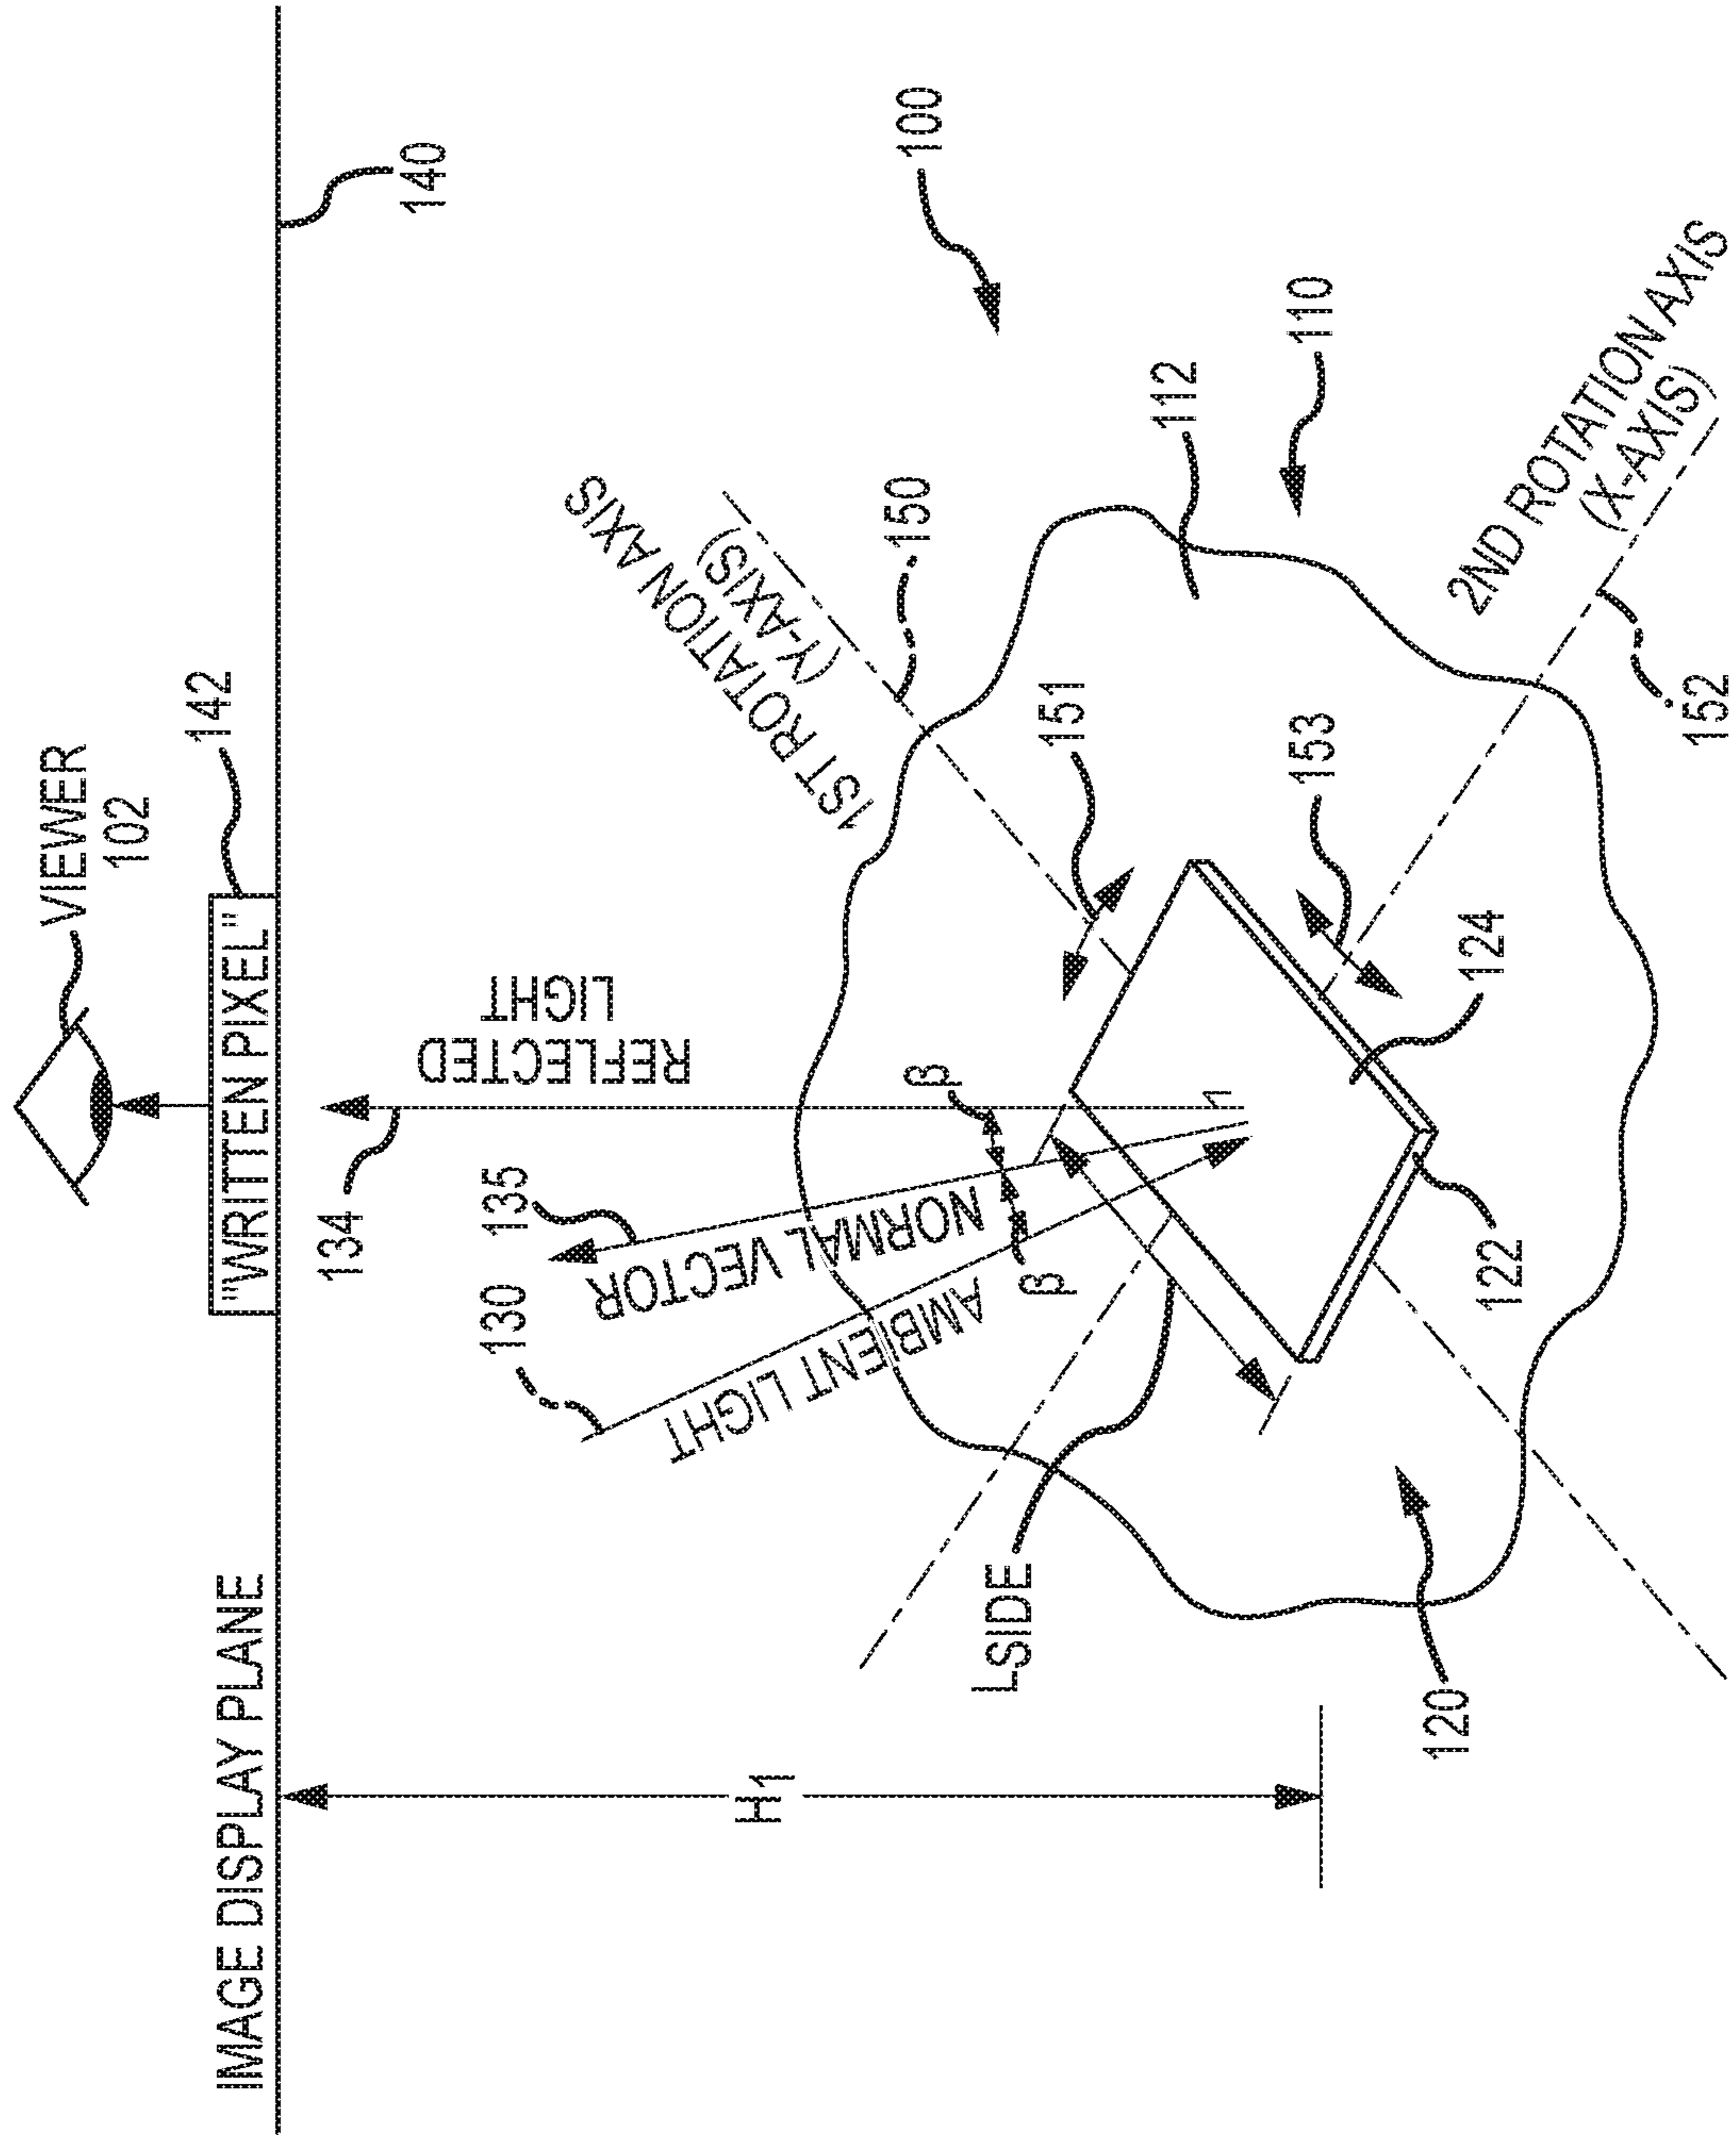 VIEWER
102
"WRITTEN PIXEL"
142
IMAGE DISPLAY PLANE
140
134
REFLECTED
LIGHT
135
NORMAL VECTOR
130
AMBIENT LIGHT
β
β
1ST ROTATION AXIS
(Y-AXIS)
150
151
100
112
110
H1
LSIDE
153
2ND ROTATION AXIS
(X-AXIS)
152
124
122
120